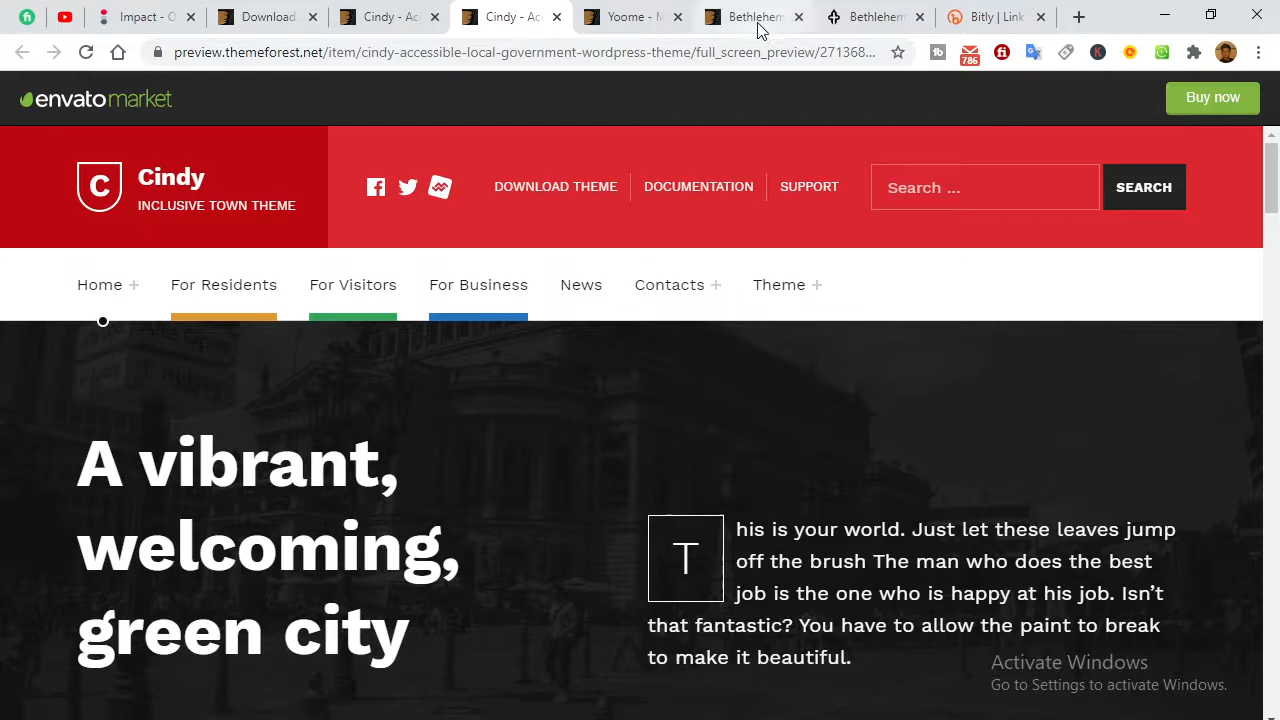 Impact - O
Download
Cindy - Ac
Cindy - Ac
Yoome - M
Bethlehem
Bethlehem
Bitly | Link
preview.themeforest.net/item/cindy-accessible-local-government-wordpress-theme/full_screen_preview/271368...
786
envatomarket
Buy now
C
Cindy
INCLUSIVE TOWN THEME
DOWNLOAD THEME
DOCUMENTATION
SUPPORT
Search ...
SEARCH
Home +
For Residents
For Visitors
For Business
News
Contacts +
Theme +
A vibrant,
welcoming,
green city
This is your world. Just let these leaves jump
off the brush The man who does the best
job is the one who is happy at his job. Isn’t
that fantastic? You have to allow the paint to break
to make it beautiful.
Activate Windows
Go to Settings to activate Windows.